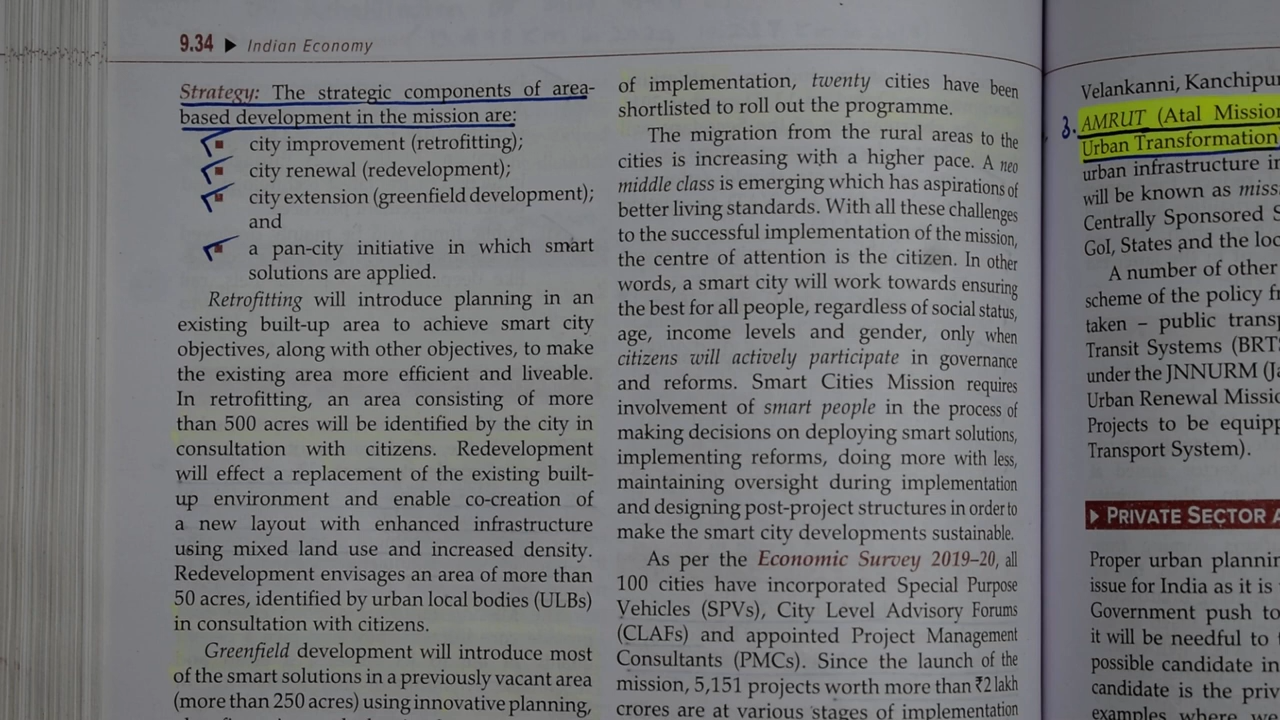 9.34 ▶ Indian Economy
Strategy: The strategic components of area-
based development in the mission are:
▪ city improvement (retrofitting);
▪ city renewal (redevelopment);
▪ city extension (greenfield development);
and
▪ a pan-city initiative in which smart
solutions are applied.
Retrofitting will introduce planning in an
existing built-up area to achieve smart city
objectives, along with other objectives, to make
the existing area more efficient and liveable.
In retrofitting, an area consisting of more
than 500 acres will be identified by the city in
consultation with citizens. Redevelopment
will effect a replacement of the existing built-
up environment and enable co-creation of
a new layout with enhanced infrastructure
using mixed land use and increased density.
Redevelopment envisages an area of more than
50 acres, identified by urban local bodies (ULBs)
in consultation with citizens.
Greenfield development will introduce most
of the smart solutions in a previously vacant area
(more than 250 acres) using innovative planning,
of implementation, twenty cities have been
shortlisted to roll out the programme.
The migration from the rural areas to the
cities is increasing with a higher pace. A neo
middle class is emerging which has aspirations of
better living standards. With all these challenges
to the successful implementation of the mission,
the centre of attention is the citizen. In other
words, a smart city will work towards ensuring
the best for all people, regardless of social status,
age, income levels and gender, only when
citizens will actively participate in governance
and reforms. Smart Cities Mission requires
involvement of smart people in the process of
making decisions on deploying smart solutions,
implementing reforms, doing more with less,
maintaining oversight during implementation
and designing post-project structures in order to
make the smart city developments sustainable.
As per the Economic Survey 2019–20, all
100 cities have incorporated Special Purpose
Vehicles (SPVs), City Level Advisory Forums
(CLAFs) and appointed Project Management
Consultants (PMCs). Since the launch of the
mission, 5,151 projects worth more than ₹2 lakh
crores are at various stages of implementation
Velankanni, Kanchipu
3. AMRUT (Atal Mission
Urban Transformation
urban infrastructure in
will be known as miss
Centrally Sponsored S
GoI, States and the loc
A number of other
scheme of the policy fr
taken – public transp
Transit Systems (BRTS
under the JNNURM (Ja
Urban Renewal Missio
Projects to be equipp
Transport System).
▶ PRIVATE SECTOR A
Proper urban plannin
issue for India as it is
Government push to
it will be needful to t
possible candidate in
candidate is the priv
examples where we